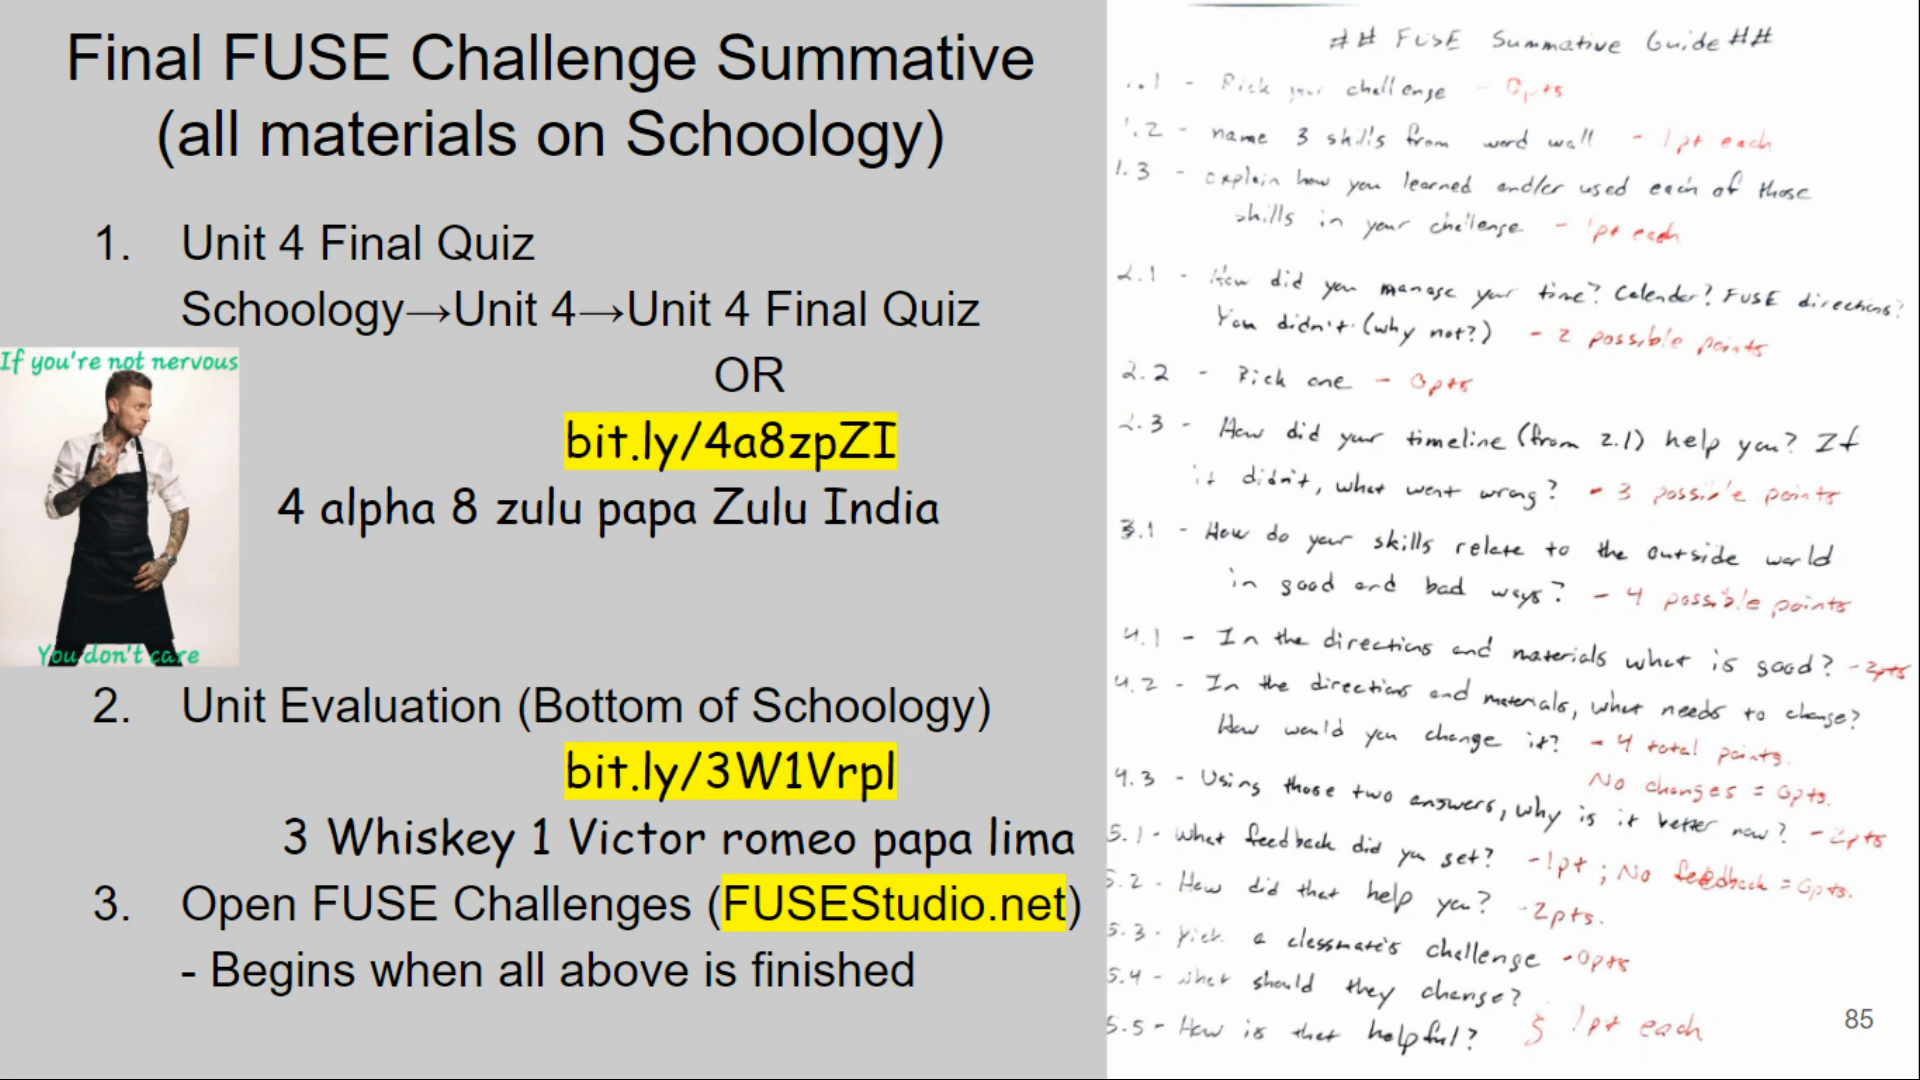 Final FUSE Challenge Summative
(all materials on Schoology)
1. Unit 4 Final Quiz
Schoology→Unit 4→Unit 4 Final Quiz
OR
bit.ly/4a8zpZI
4 alpha 8 zulu papa Zulu India
If you're not nervous
You don't care
2. Unit Evaluation (Bottom of Schoology)
bit.ly/3W1Vrpl
3 Whiskey 1 Victor romeo papa lima
3. Open FUSE Challenges (FUSEStudio.net)
- Begins when all above is finished
## FUSE Summative Guide ##
1.1 - Pick your challenge - 0pts
1.2 - name 3 skills from word wall - 1pt each
1.3 - explain how you learned and/or used each of those
skills in your challenge - 1pt each
2.1 - How did you manage your time? Calender? FUSE directions?
You didn't (why not?) - 2 possible points
2.2 - Pick one - 0pts
2.3 - How did your timeline (from 2.1) help you? If
it didn't, what went wrong? - 3 possible points
3.1 - How do your skills relate to the outside world
in good and bad ways? - 4 possible points
4.1 - In the directions and materials what is good? - 2pts
4.2 - In the directions and materials, what needs to change?
How would you change it? - 4 total points.
No changes = 0pts.
4.3 - Using those two answers, why is it better now? - 2pts
5.1 - What feedback did you get? - 1pt ; No feedback = 0pts.
5.2 - How did that help you? - 2pts.
5.3 - Pick a classmate's challenge - 0pts
5.4 - What should they change?
5.5 - How is that helpful? } 1pt each
85